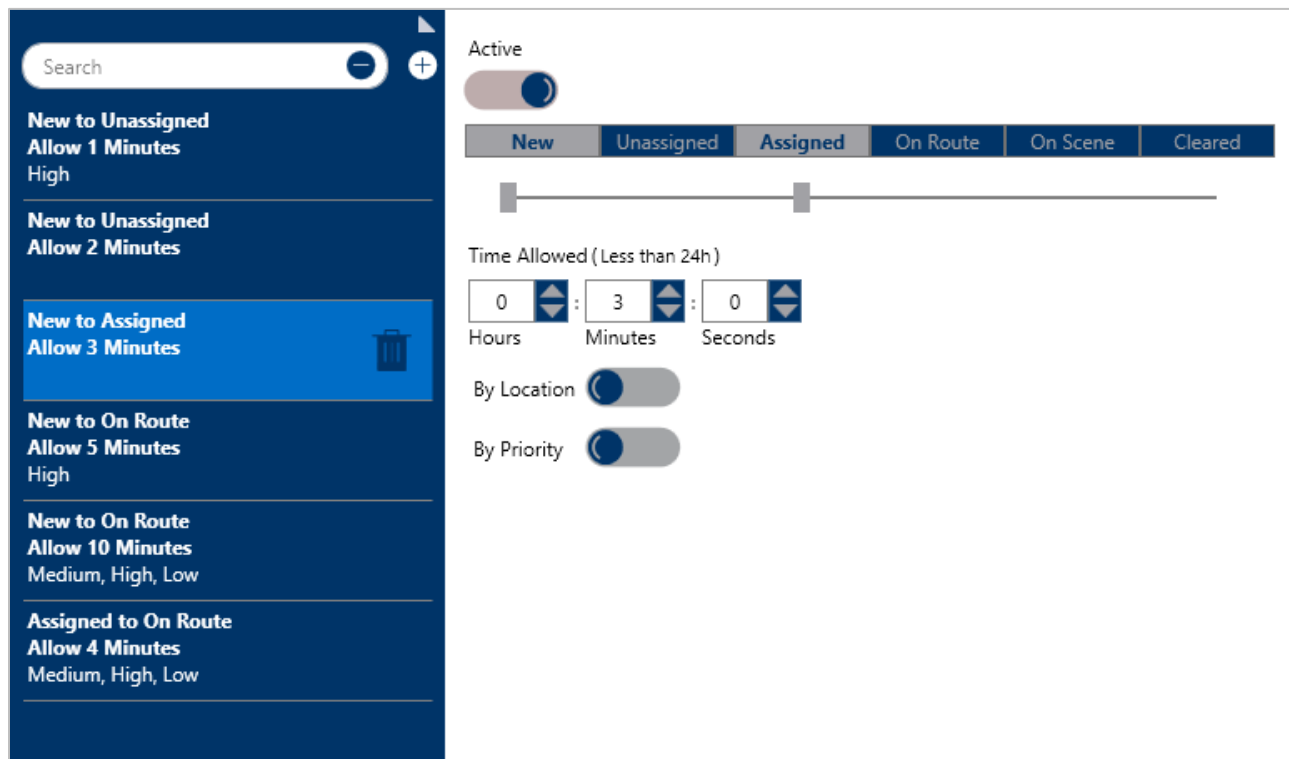 Search
New to Unassigned
Allow 1 Minutes
High
New to Unassigned
Allow 2 Minutes
New to Assigned
Allow 3 Minutes
New to On Route
Allow 5 Minutes
High
New to On Route
Allow 10 Minutes
Medium, High, Low
Assigned to On Route
Allow 4 Minutes
Medium, High, Low
Active
New Unassigned Assigned On Route On Scene Cleared
Time Allowed (Less than 24h)
0 : 3 : 0
Hours Minutes Seconds
By Location
By Priority